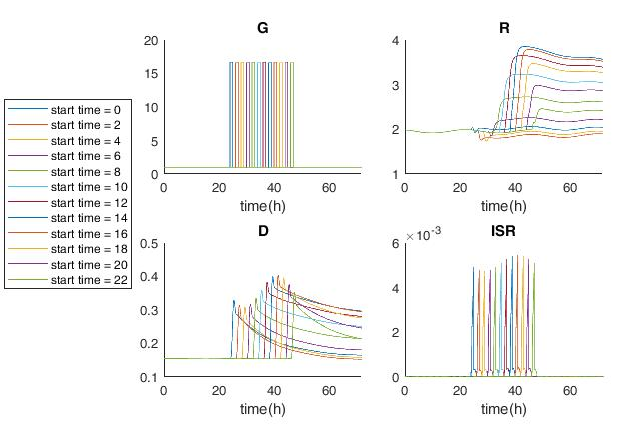 start time = 0
start time = 2
start time = 4
start time = 6
start time = 8
start time = 10
start time = 12
start time = 14
start time = 16
start time = 18
start time = 20
start time = 22
G
20
15
10
5
0
0 20 40 60
time(h)
R
4
3
2
1
0 20 40 60
time(h)
D
0.5
0.4
0.3
0.2
0.1
0 20 40 60
time(h)
ISR
× 10⁻³
6
4
2
0
0 20 40 60
time(h)